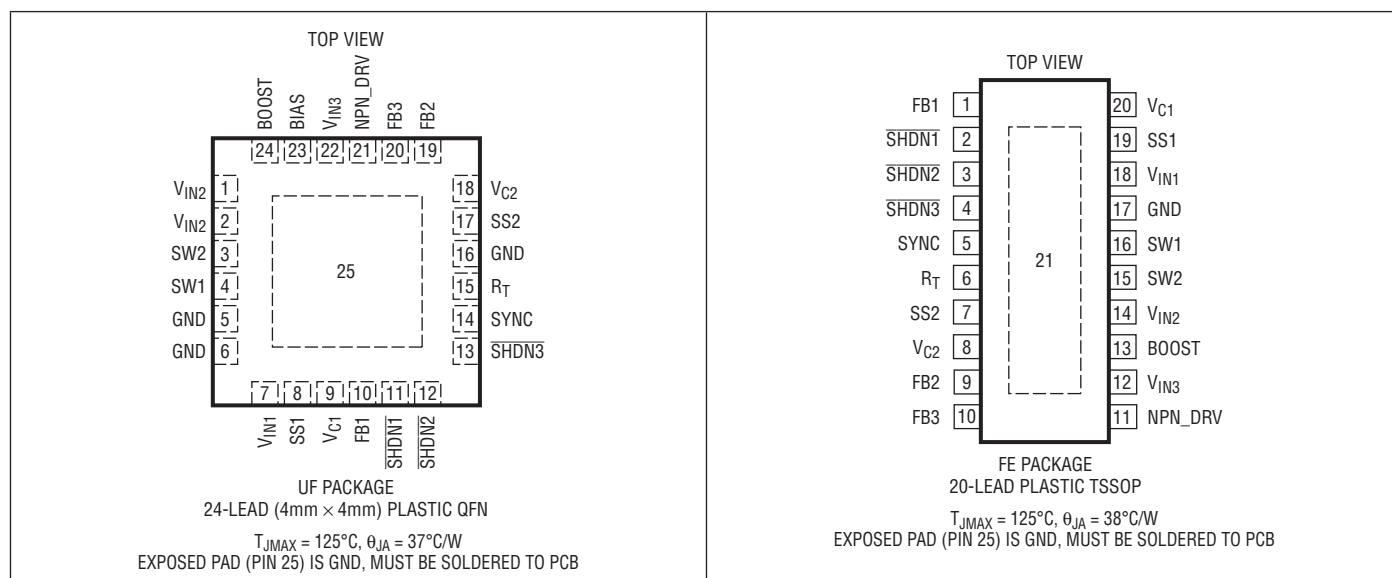 TOP VIEW
BOOST
BIAS
VIN3
NPN_DRV
FB3
FB2
24 23 22 21 20 19
VIN2 1
VIN2 2
SW2 3
SW1 4
GND 5
GND 6
25
18 VC2
17 SS2
16 GND
15 RT
14 SYNC
13 SHDN3
7 8 9 10 11 12
VIN1
SS1
VC1
FB1
SHDN1
SHDN2
UF PACKAGE
24-LEAD (4mm × 4mm) PLASTIC QFN
TJMAX = 125°C, θJA = 37°C/W
EXPOSED PAD (PIN 25) IS GND, MUST BE SOLDERED TO PCB
TOP VIEW
FB1 1
SHDN1 2
SHDN2 3
SHDN3 4
SYNC 5
RT 6
SS2 7
VC2 8
FB2 9
FB3 10
21
20 VC1
19 SS1
18 VIN1
17 GND
16 SW1
15 SW2
14 VIN2
13 BOOST
12 VIN3
11 NPN_DRV
FE PACKAGE
20-LEAD PLASTIC TSSOP
TJMAX = 125°C, θJA = 38°C/W
EXPOSED PAD (PIN 25) IS GND, MUST BE SOLDERED TO PCB